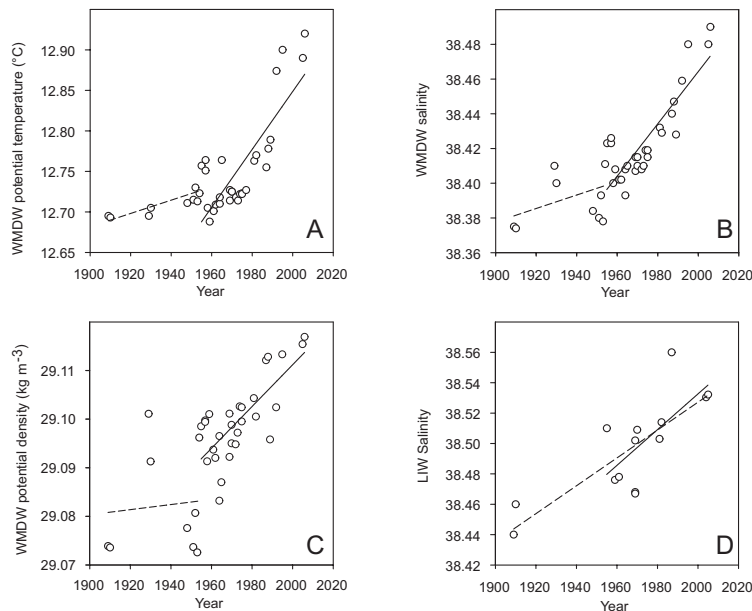 12.90
12.85
12.80
12.75
12.70
12.65
WMDW potential temperature (°C)
A
1900 1920 1940 1960 1980 2000 2020
Year
38.48
38.46
38.44
38.42
38.40
38.38
38.36
WMDW salinity
B
1900 1920 1940 1960 1980 2000 2020
Year
29.11
29.10
29.09
29.08
29.07
WMDW potential density (kg m-3)
C
1900 1920 1940 1960 1980 2000 2020
Year
38.56
38.54
38.52
38.50
38.48
38.46
38.44
38.42
LIW Salinity
D
1900 1920 1940 1960 1980 2000 2020
Year